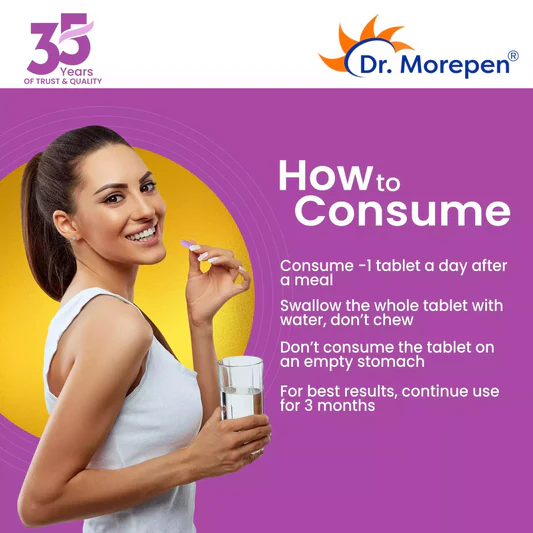 35
Years
OF TRUST & QUALITY
Dr. Morepen®
How to
Consume
Consume -1 tablet a day after
a meal
Swallow the whole tablet with
water, don’t chew
Don’t consume the tablet on
an empty stomach
For best results, continue use
for 3 months